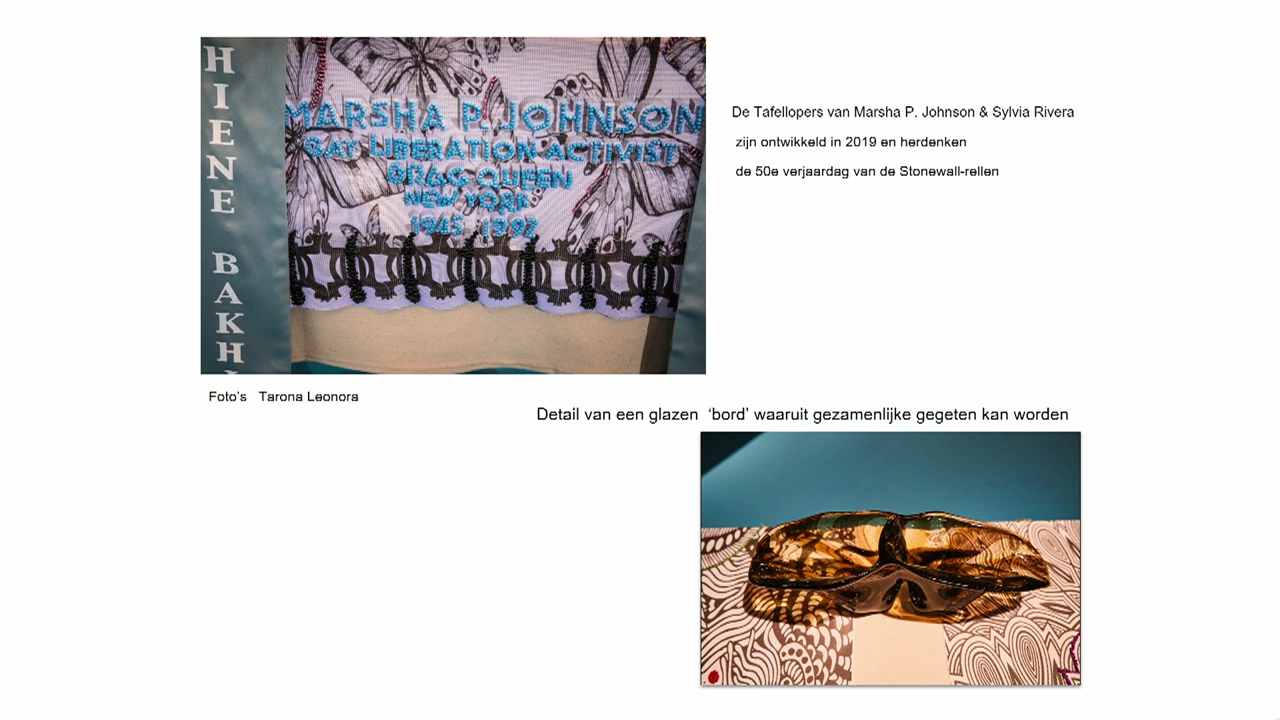 HIENE BAKH
MARSHA P. JOHNSON
GAY LIBERATION ACTIVIST
DRAG QUEEN
NEW YORK
1945 1992
De Tafellopers van Marsha P. Johnson & Sylvia Rivera
zijn ontwikkeld in 2019 en herdenken
de 50e verjaardag van de Stonewall-rellen
Foto's Tarona Leonora
Detail van een glazen ‘bord’ waaruit gezamenlijke gegeten kan worden